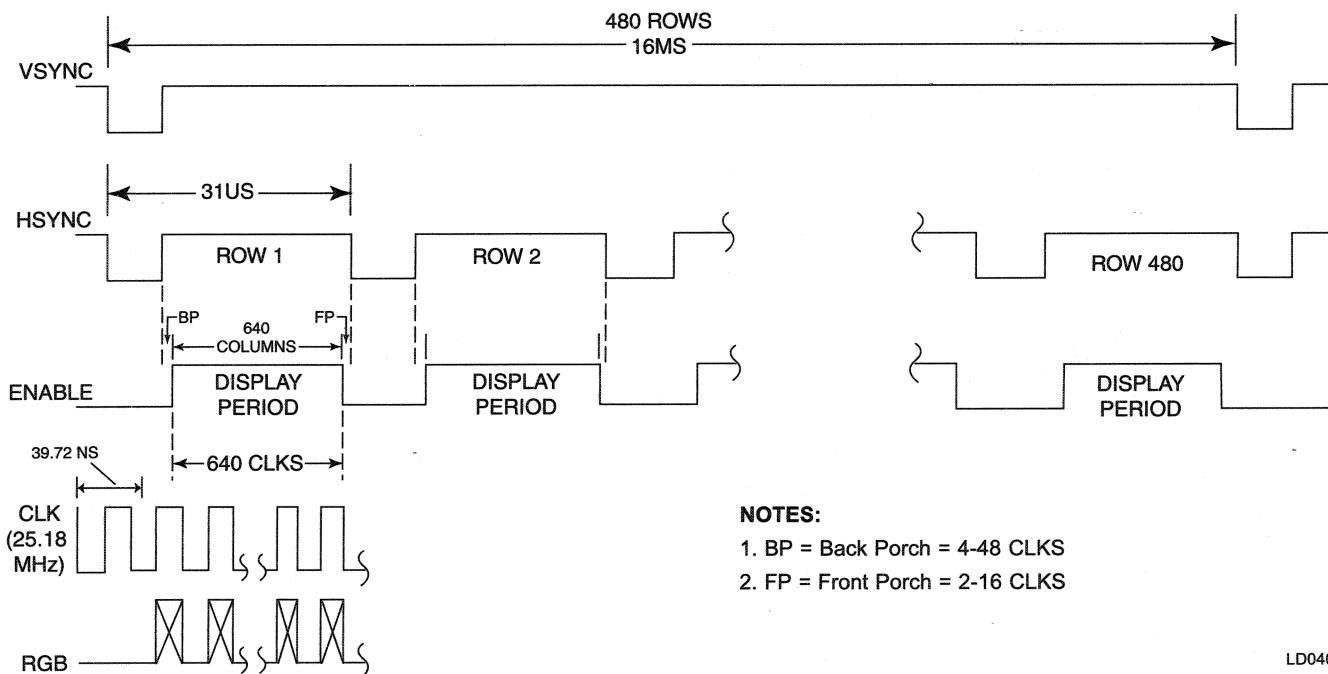 480 ROWS
16MS
VSYNC
31US
HSYNC
ROW 1
ROW 2
ROW 480
BP
640
COLUMNS
FP
ENABLE
DISPLAY
PERIOD
DISPLAY
PERIOD
DISPLAY
PERIOD
640 CLKS
39.72 NS
CLK
(25.18
MHz)
NOTES:
1. BP = Back Porch = 4-48 CLKS
2. FP = Front Porch = 2-16 CLKS
RGB